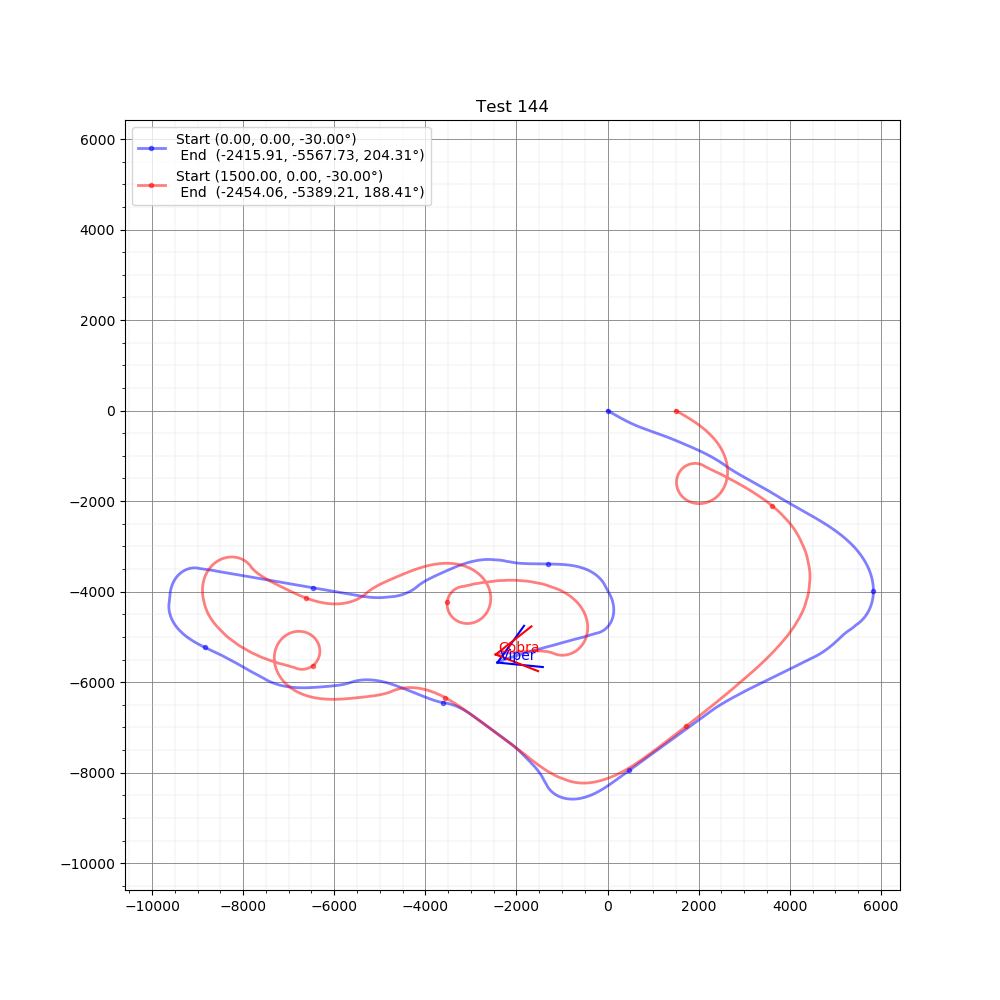 Test 144
Start (0.00, 0.00, -30.00°)
End  (-2415.91, -5567.73, 204.31°)
Start (1500.00, 0.00, -30.00°)
End  (-2454.06, -5389.21, 188.41°)
6000
4000
2000
0
−2000
−4000
−6000
−8000
−10000
Cobra
Viper
−10000 −8000 −6000 −4000 −2000 0 2000 4000 6000